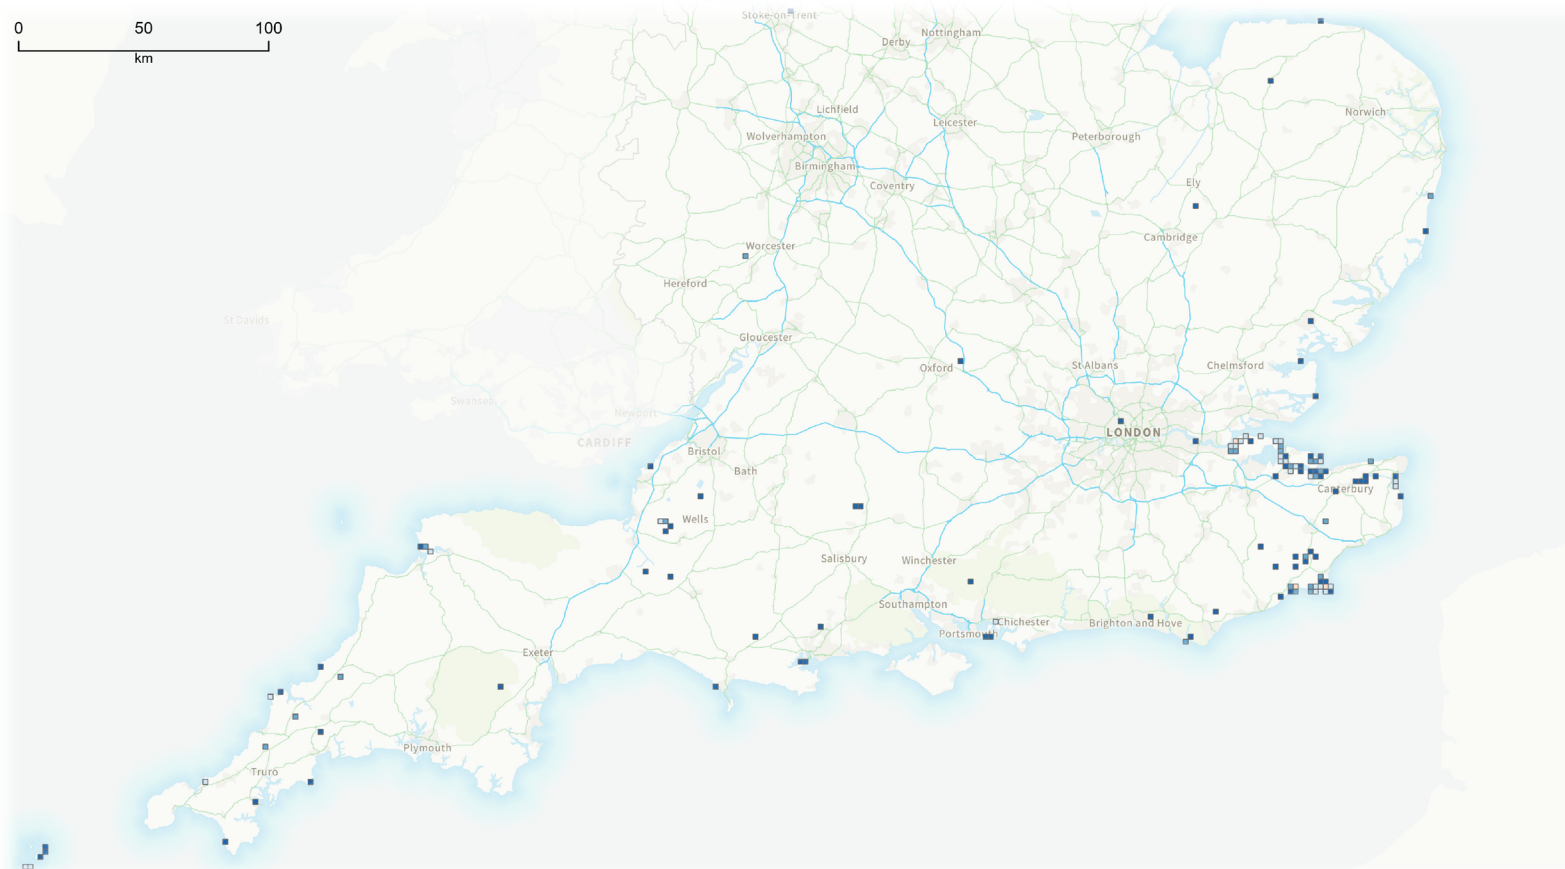 0 50 100
km
Stoke-on-Trent
Nottingham
Derby
Lichfield
Norwich
Leicester
Wolverhampton
Peterborough
Birmingham
Coventry
Ely
Cambridge
Worcester
Hereford
St Davids
Gloucester
Oxford
St Albans
Chelmsford
Swansea
Newport
LONDON
CARDIFF
Bristol
Bath
Canterbury
Wells
Salisbury
Winchester
Southampton
Chichester
Brighton and Hove
Portsmouth
Exeter
Plymouth
Truro